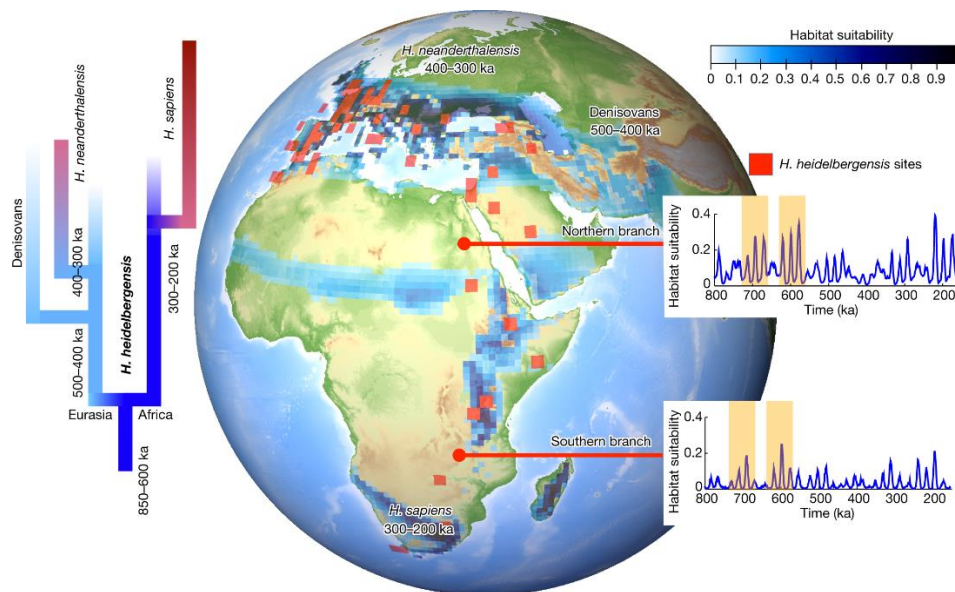 H. neanderthalensis
400–300 ka
Denisovans
500–400 ka
Habitat suitability
0 0.1 0.2 0.3 0.4 0.5 0.6 0.7 0.8 0.9
H. heidelbergensis sites
Denisovans
H. neanderthalensis
H. sapiens
400–300 ka
500–400 ka
H. heidelbergensis
300–200 ka
Eurasia
Africa
850–600 ka
Northern branch
Habitat suitability
0.4
0.2
0
800 700 600 500 400 300 200
Time (ka)
Southern branch
Habitat suitability
0.4
0.2
0
800 700 600 500 400 300 200
Time (ka)
H. sapiens
300–200 ka